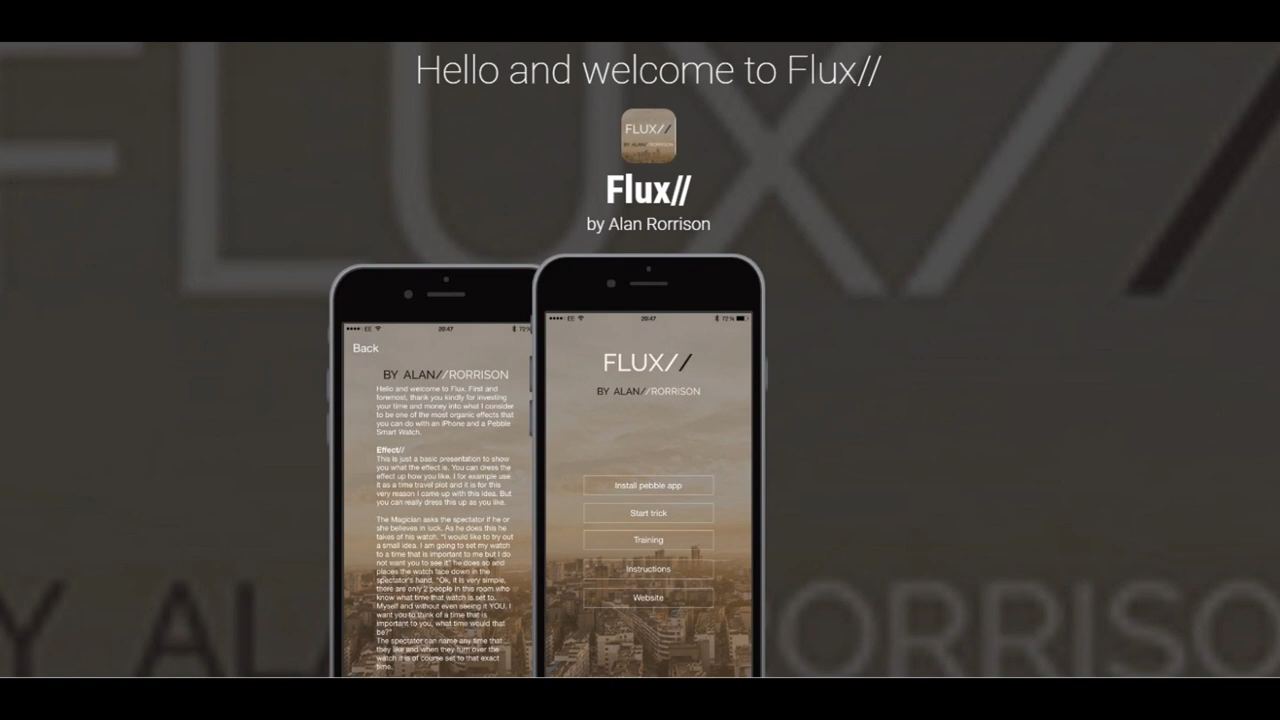 Hello and welcome to Flux//
FLUX//
BY ALAN//RORRISON
Flux//
by Alan Rorrison
EE 20:47 72%
Back
BY ALAN//RORRISON
Hello and welcome to Flux. First and
foremost, thank you kindly for investing
your time and money into what I consider
to be one of the most organic effects that
you can do with an iPhone and a Pebble
Smart Watch.
Effect//
This is just a basic presentation to show
you what the effect is. You can dress the
effect up how you like. I for example use
it as a time travel plot and it is for this
very reason I came up with this idea. But
you can really dress this up as you like.
The Magician asks the spectator if he or
she believes in luck. As he does this he
takes of his watch. "I would like to try out
a small idea. I am going to set my watch
to a time that is important to me but I do
not want you to see it" he does so and
places the watch face down in the
spectator's hand. "Ok, it is very simple,
there are only 2 people in this room who
know what time that watch is set to.
Myself and without even seeing it YOU. I
want you to think of a time that is
important to you, what time would that
be?"
The spectator can name any time that
they like and when they turn over the
watch it is of course set to that exact
time.
EE 20:47 72%
FLUX//
BY ALAN//RORRISON
Install pebble app
Start trick
Training
Instructions
Website
FLUX//
Y AL
ORRISO